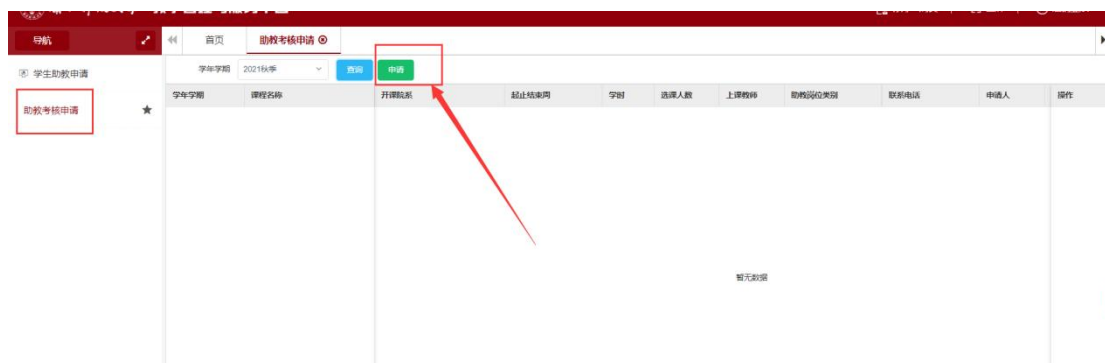 导航
首页
助教考核申请
学生助教申请
助教考核申请
学年学期 2021秋季 查询 申请
学年学期 课程名称 开课院系 起止结束周 学时 选课人数 上课教师 助教岗位类别 联系电话 申请人 操作
暂无数据